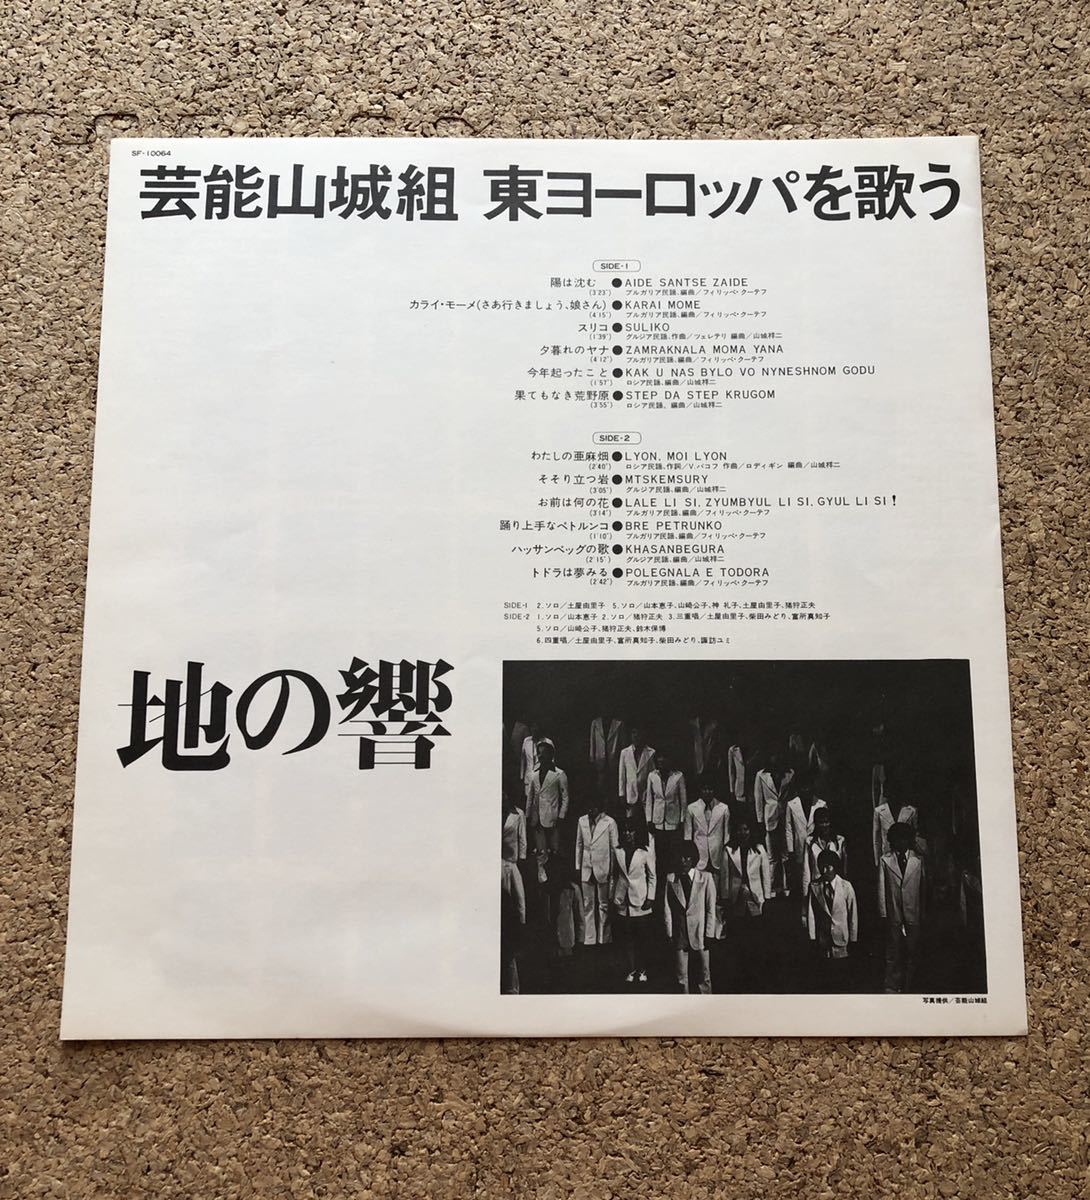 SF-10064
芸能山城組 東ヨーロッパを歌う
SIDE-1
陽は沈む ● AIDE SANTSE ZAIDE
(3'23") ブルガリア民謡、編曲/フィリッペ・クーテフ
カライ・モーメ(さあ行きましょう、娘さん) ● KARAI MOME
(4'15") ブルガリア民謡、編曲/フィリッペ・クーテフ
スリコ ● SULIKO
(1'39") グルジア民謡、作曲/ツェレテリ 編曲/山城祥二
夕暮れのヤナ ● ZAMRAKNALA MOMA YANA
(4'12") ブルガリア民謡、編曲/フィリッペ・クーテフ
今年起ったこと ● KAK U NAS BYLO VO NYNESHNOM GODU
(1'57") ロシア民謡、編曲/山城祥二
果てもなき荒野原 ● STEP DA STEP KRUGOM
(3'55") ロシア民謡、編曲/山城祥二
SIDE-2
わたしの亜麻畑 ● LYON, MOI LYON
(2'40") ロシア民謡、作詞/V.バコフ 作曲/ロディギン 編曲/山城祥二
そそり立つ岩 ● MTSKEMSURY
(3'05") グルジア民謡、編曲/山城祥二
お前は何の花 ● LALE LI SI, ZYUMBYUL LI SI, GYUL LI SI!
(3'14") ブルガリア民謡、編曲/フィリッペ・クーテフ
踊り上手なペトルンコ ● BRE PETRUNKO
(1'10") ブルガリア民謡、編曲/フィリッペ・クーテフ
ハッサンベッグの歌 ● KHASANBEGURA
(2'15") グルジア民謡、編曲/山城祥二
トドラは夢みる ● POLEGNALA E TODORA
(2'42") ブルガリア民謡、編曲/フィリッペ・クーテフ
SIDE-1 2.ソロ/土屋由里子 5.ソロ/山本恵子、山崎公子、神 礼子、土屋由里子、猪狩正夫
SIDE-2 1.ソロ/山本恵子 2.ソロ/猪狩正夫 3.三重唱/土屋由里子、柴田みどり、富所真知子
5.ソロ/山崎公子、猪狩正夫、鈴木保博
6.四重唱/土屋由里子、富所真知子、柴田みどり、諏訪ユミ
地の響
写真提供/芸能山城組